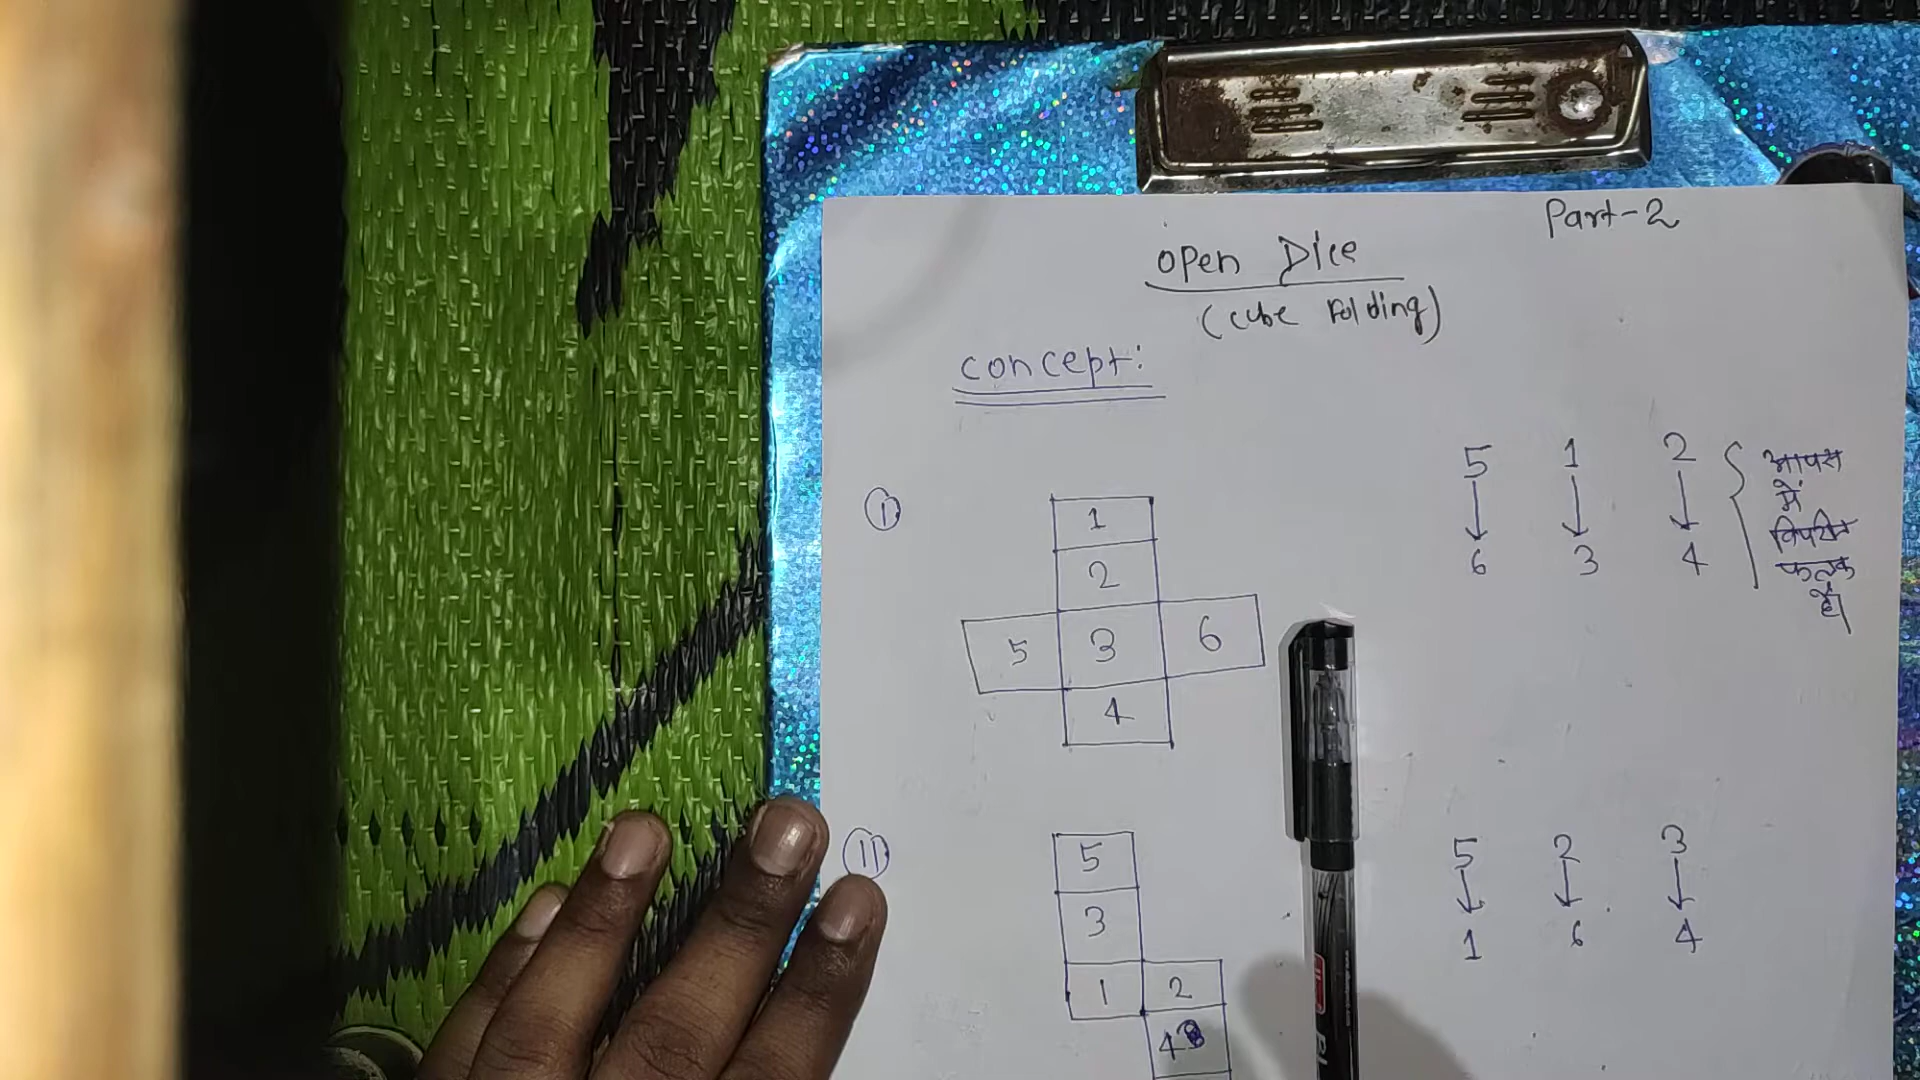 Part-2
open Dice
(cube folding)
concept:
5 1 2
आपस
में
विपरीत
फलक
है।
6 3 4
I
1
2
5 3 6
4
II
5
3
1 2
4
5 2 3
1 6 4